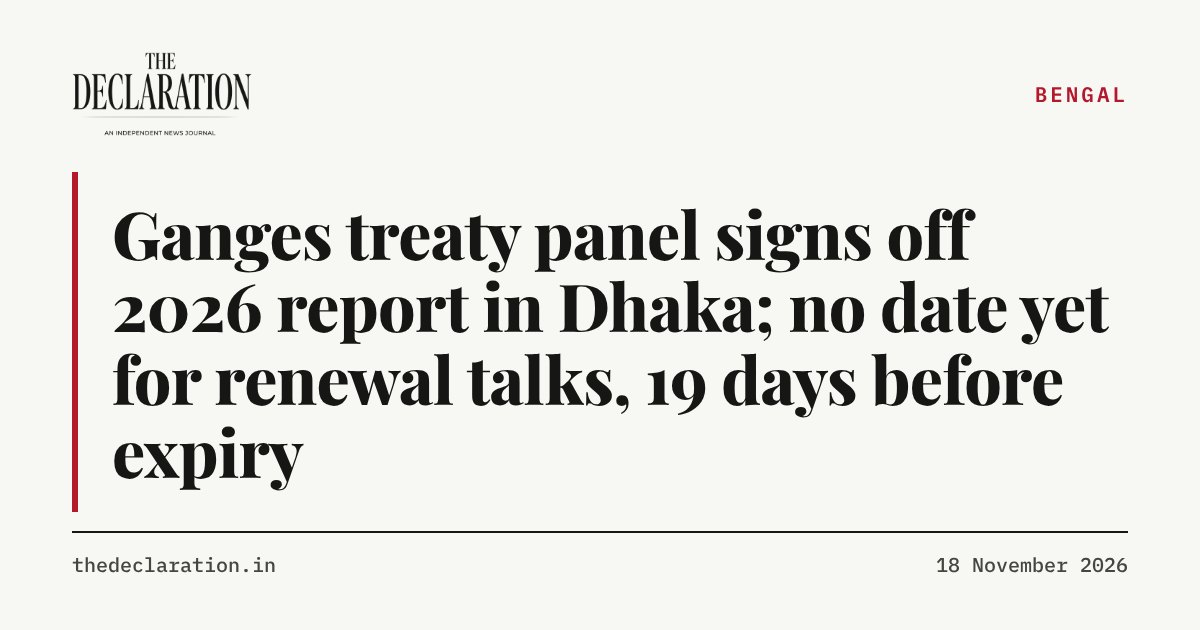 THE
DECLARATION
AN INDEPENDENT NEWS JOURNAL
BENGAL
Ganges treaty panel signs off
2026 report in Dhaka; no date yet
for renewal talks, 19 days before
expiry
thedeclaration.in
18 November 2026